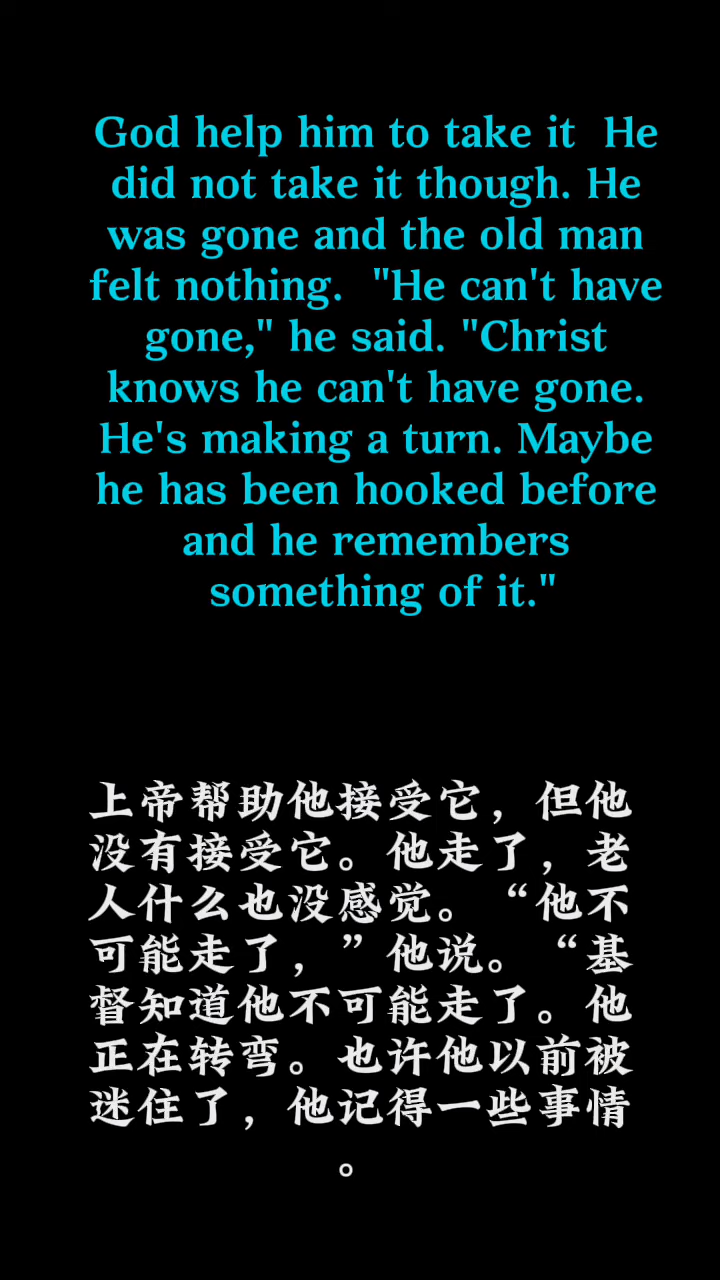 God help him to take it  He
did not take it though. He
was gone and the old man
felt nothing.  "He can't have
gone," he said. "Christ
knows he can't have gone.
He's making a turn. Maybe
he has been hooked before
and he remembers
something of it."
上帝帮助他接受它，但他
没有接受它。他走了，老
人什么也没感觉。“他不
可能走了，”他说。“基
督知道他不可能走了。他
正在转弯。也许他以前被
迷住了，他记得一些事情
。